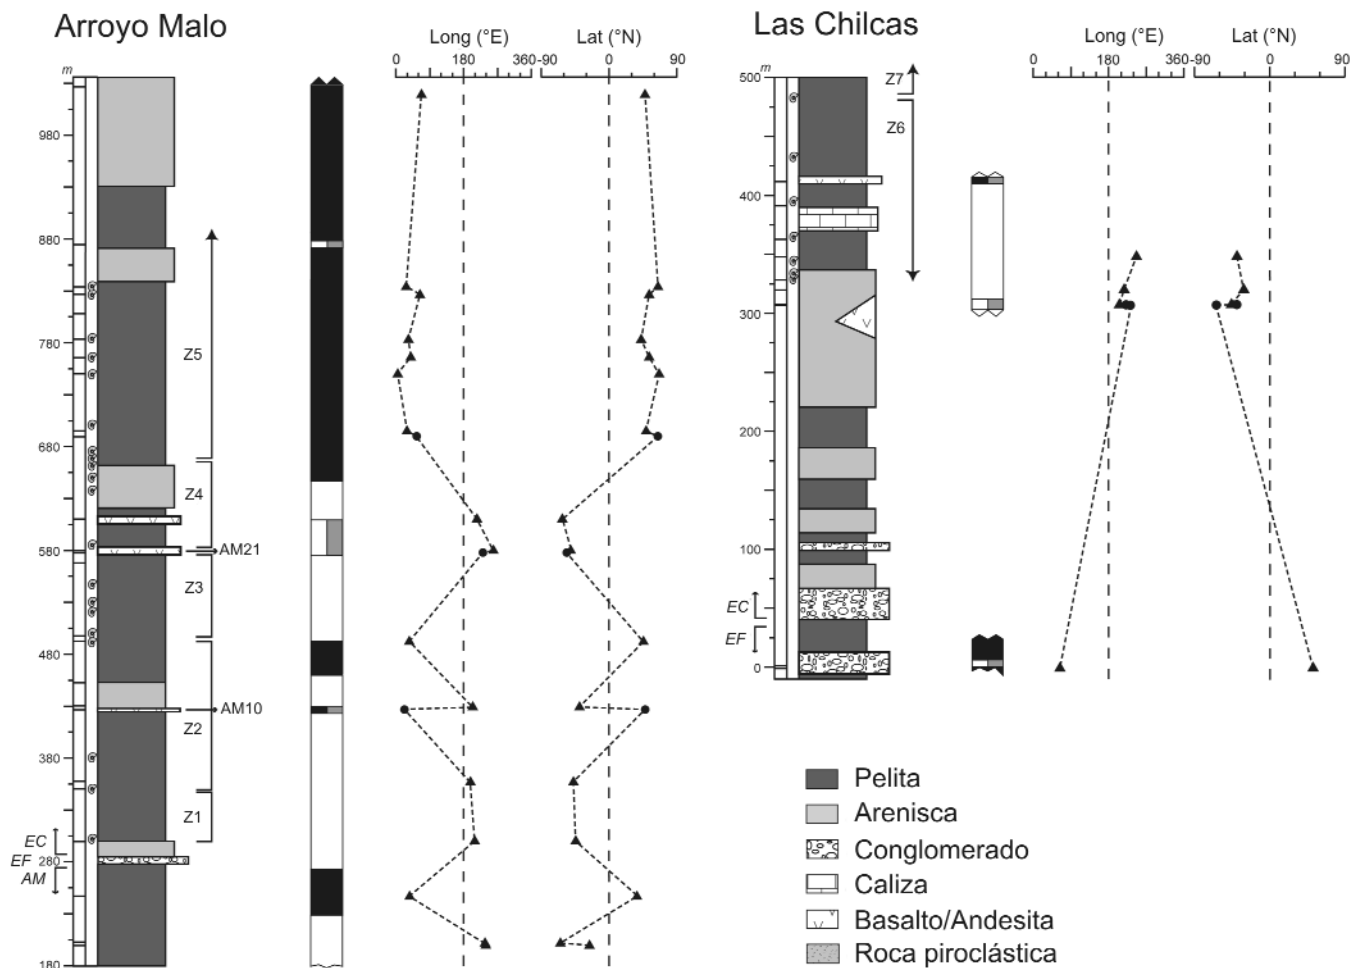 Arroyo Malo
Long (°E)
Lat (°N)
0 180 360 -90 0 90
m
980
880
780
680
580
480
380
280
180
Z5
Z4
AM21
Z3
AM10
Z2
Z1
EC
EF
AM
Las Chilcas
Long (°E)
Lat (°N)
0 180 360 -90 0 90
m
500
400
300
200
100
0
Z7
Z6
EC
EF
Pelita
Arenisca
Conglomerado
Caliza
Basalto/Andesita
Roca piroclástica